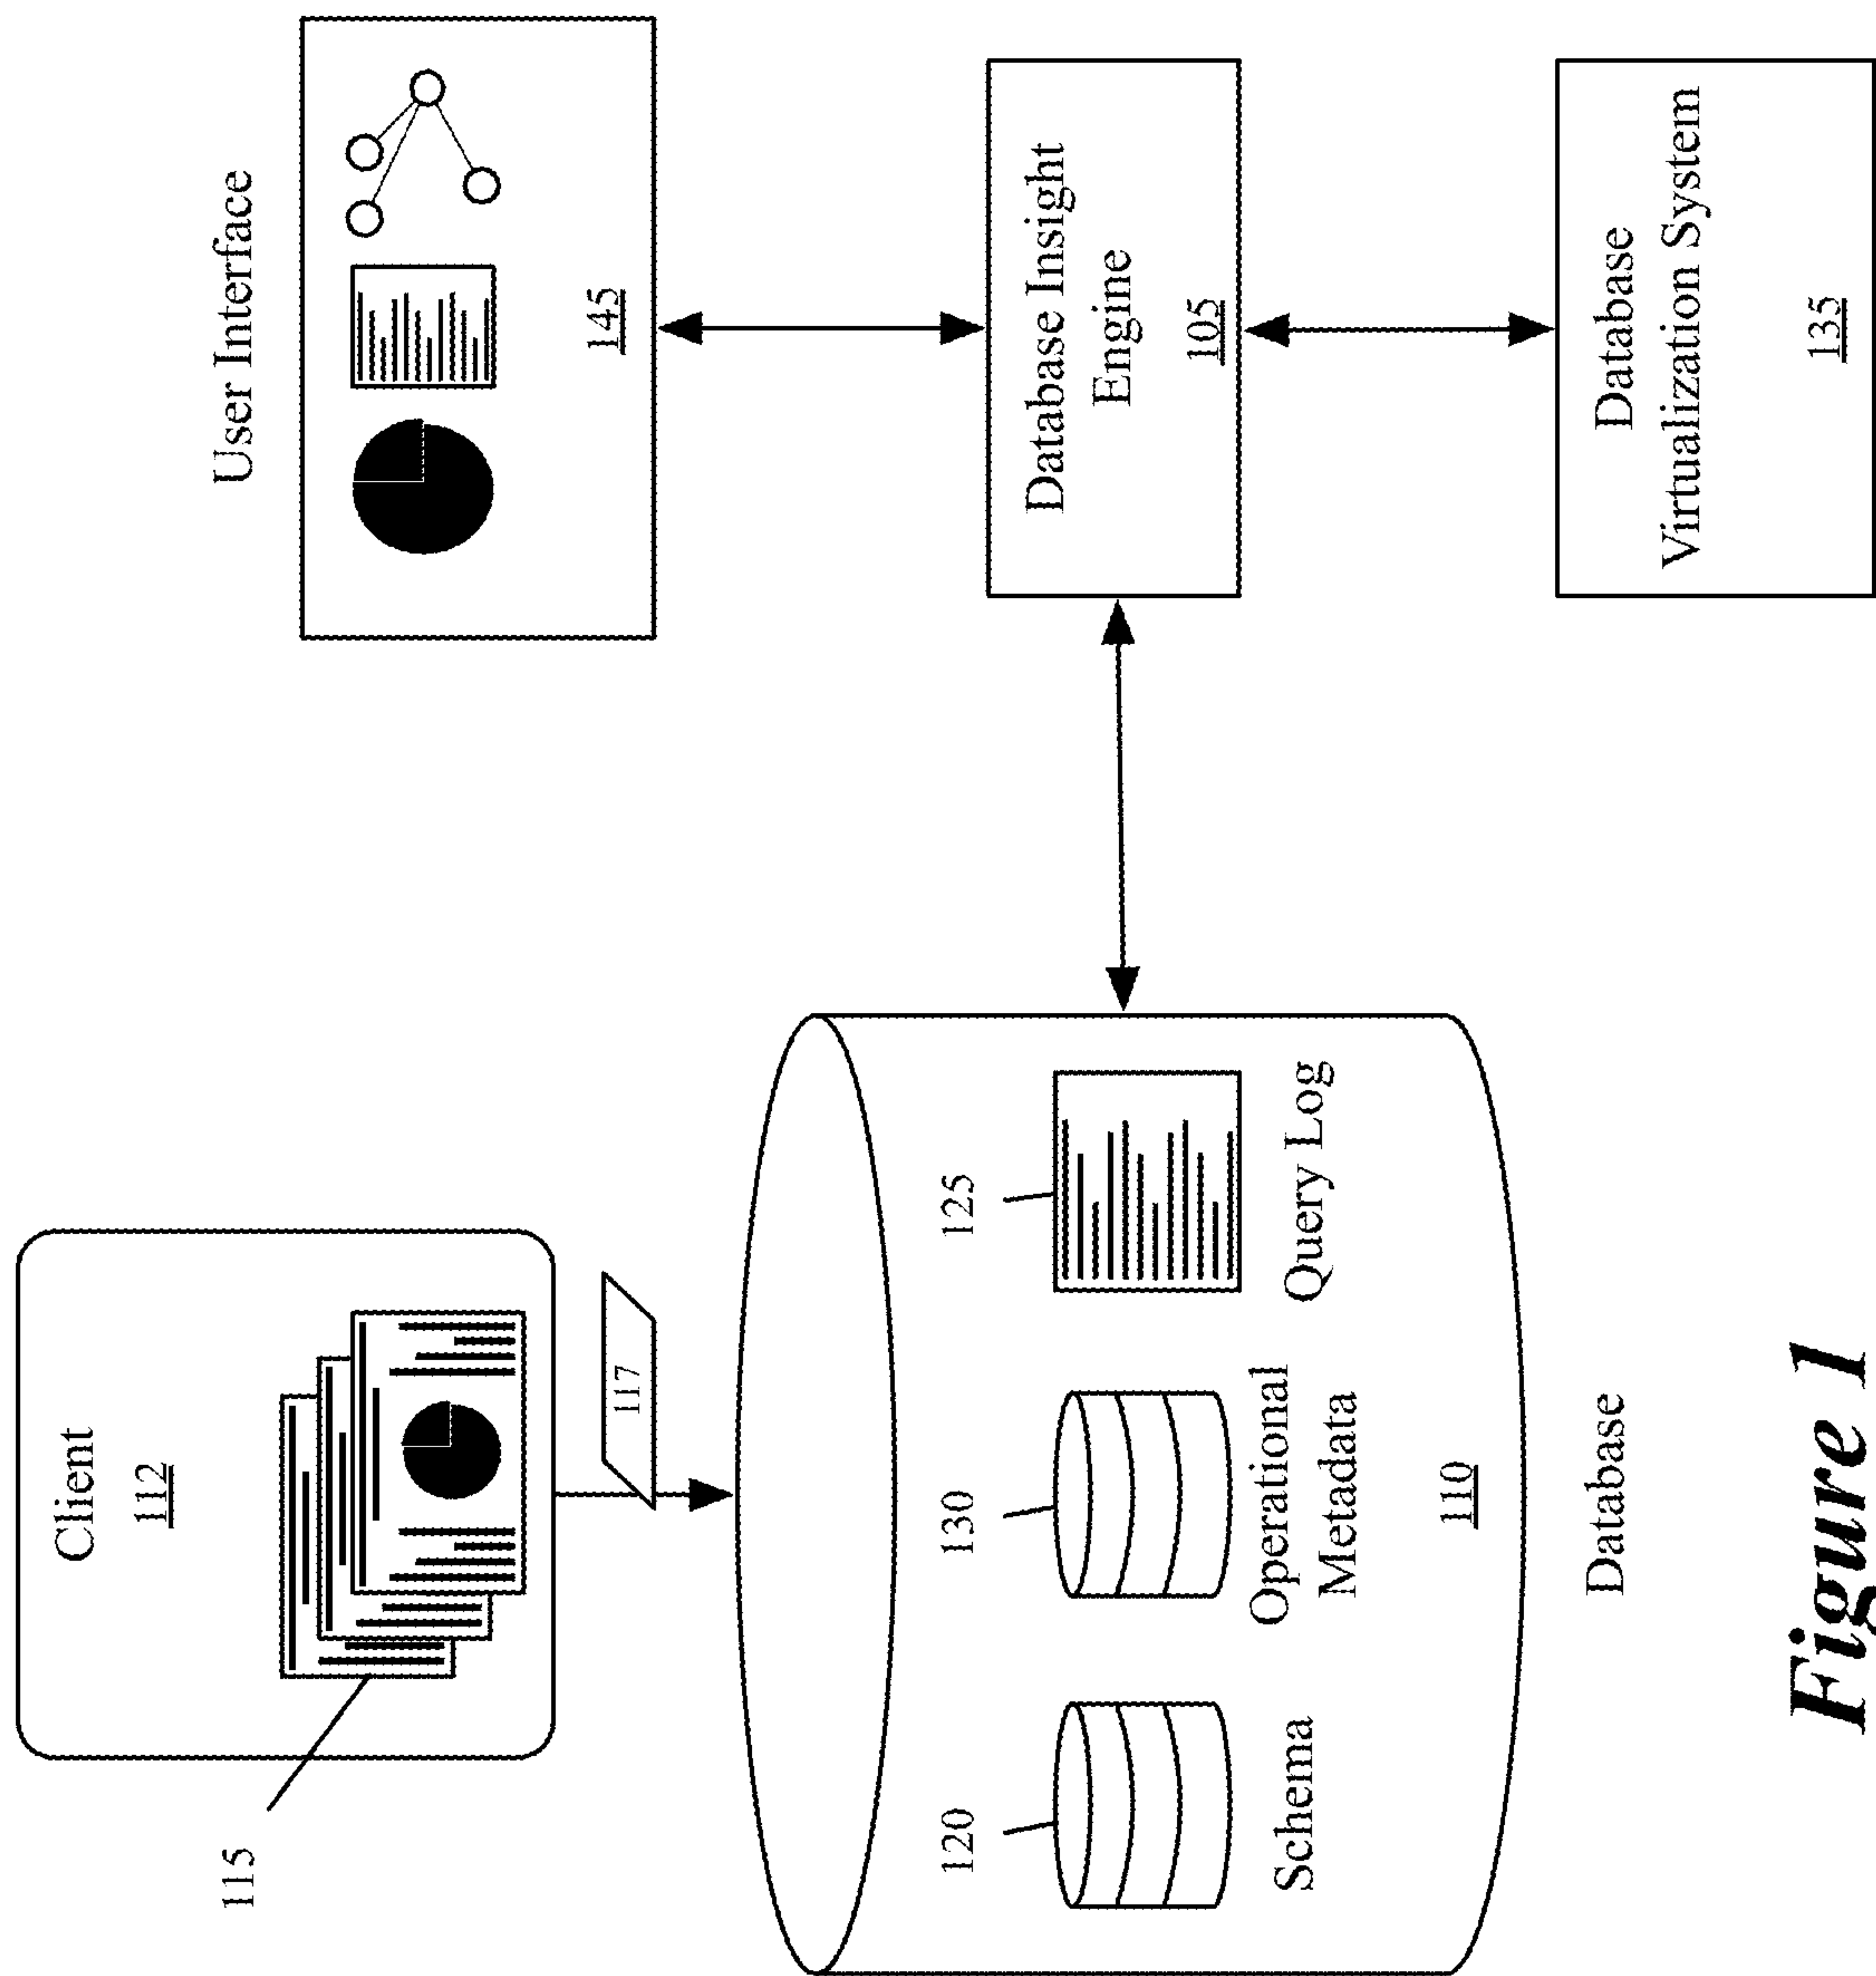 Client
112
115
117
120
Schema
130
Operational
Metadata
125
Query Log
110
Database
User Interface
145
Database Insight
Engine
105
Database
Virtualization System
135
Figure 1